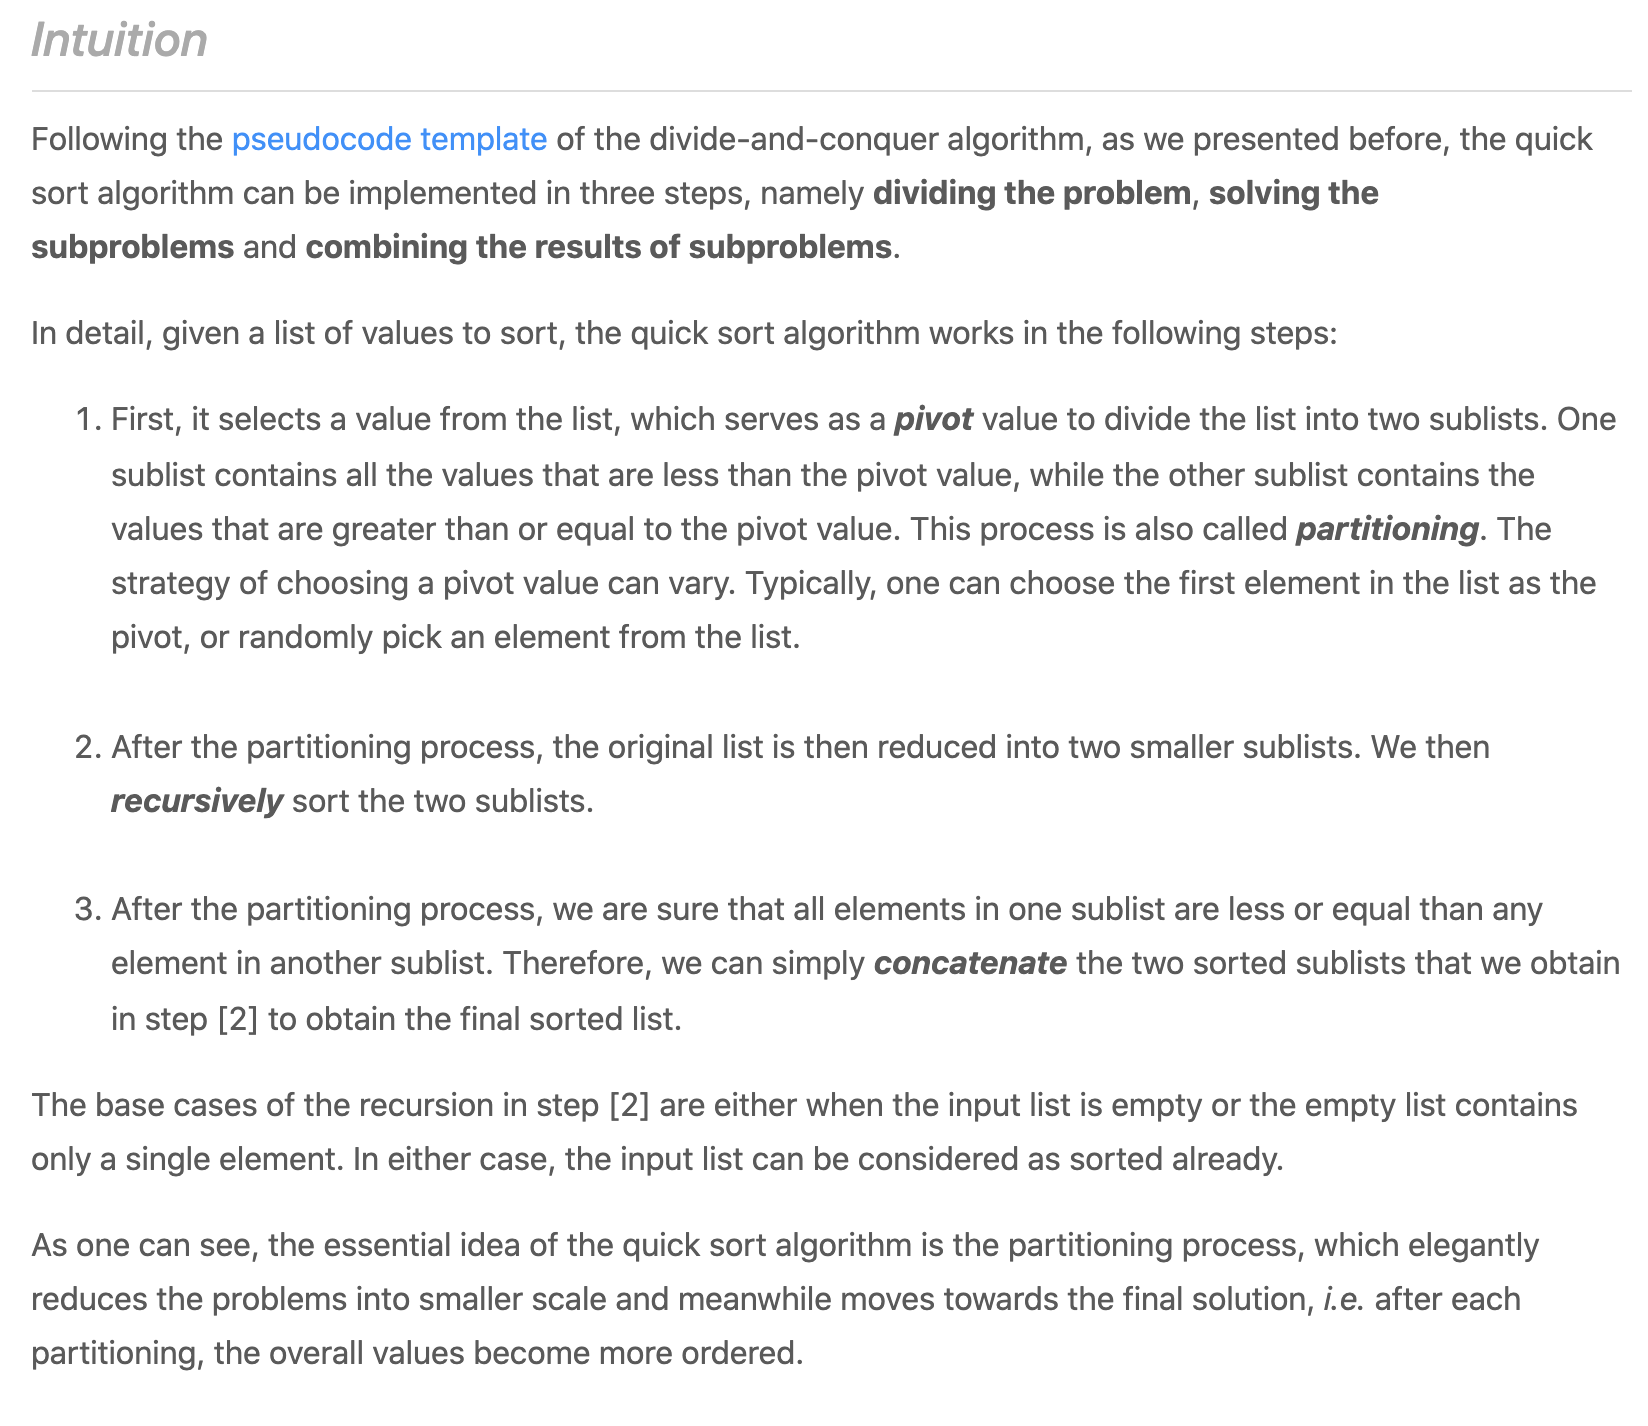 Intuition
Following the pseudocode template of the divide-and-conquer algorithm, as we presented before, the quick
sort algorithm can be implemented in three steps, namely dividing the problem, solving the
subproblems and combining the results of subproblems.
In detail, given a list of values to sort, the quick sort algorithm works in the following steps:
1. First, it selects a value from the list, which serves as a pivot value to divide the list into two sublists. One
sublist contains all the values that are less than the pivot value, while the other sublist contains the
values that are greater than or equal to the pivot value. This process is also called partitioning. The
strategy of choosing a pivot value can vary. Typically, one can choose the first element in the list as the
pivot, or randomly pick an element from the list.
2. After the partitioning process, the original list is then reduced into two smaller sublists. We then
recursively sort the two sublists.
3. After the partitioning process, we are sure that all elements in one sublist are less or equal than any
element in another sublist. Therefore, we can simply concatenate the two sorted sublists that we obtain
in step [2] to obtain the final sorted list.
The base cases of the recursion in step [2] are either when the input list is empty or the empty list contains
only a single element. In either case, the input list can be considered as sorted already.
As one can see, the essential idea of the quick sort algorithm is the partitioning process, which elegantly
reduces the problems into smaller scale and meanwhile moves towards the final solution, i.e. after each
partitioning, the overall values become more ordered.